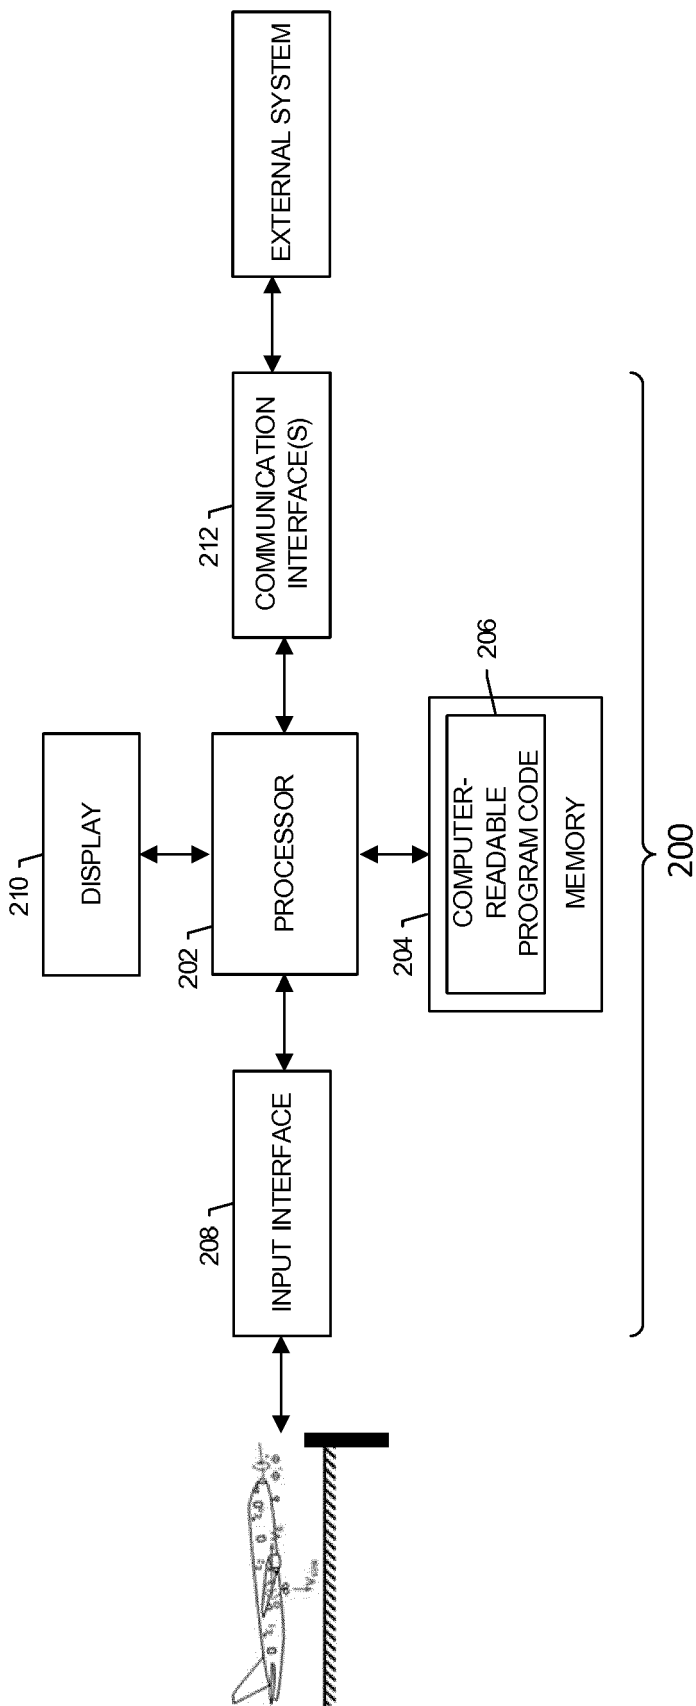 210
DISPLAY
208
INPUT INTERFACE
202
PROCESSOR
212
COMMUNICATION
INTERFACE(S)
EXTERNAL SYSTEM
204
206
COMPUTER-
READABLE
PROGRAM CODE
MEMORY
200